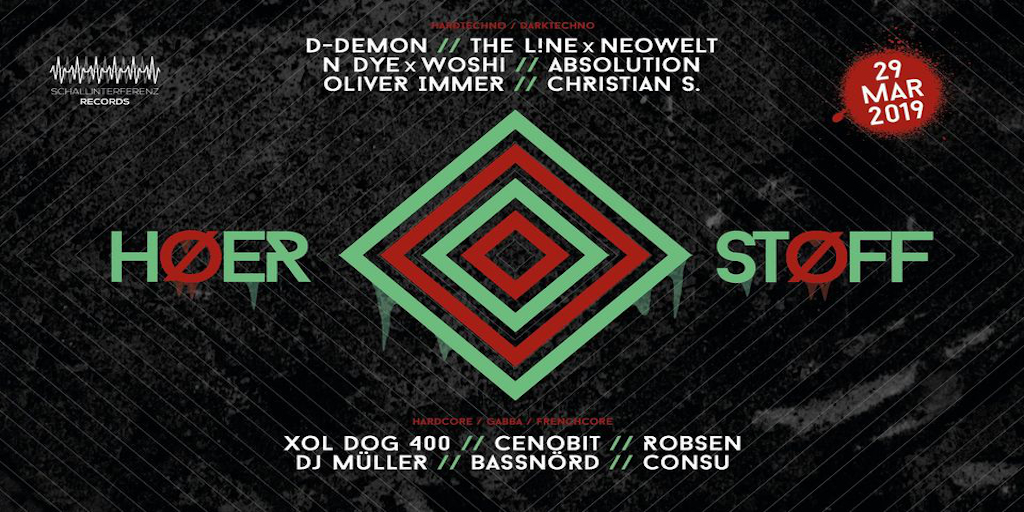 HARDTECHNO / DARKTECHNO
D-DEMON // THE L!NE x NEOWELT
N DYE x WOSHI // ABSOLUTION
OLIVER IMMER // CHRISTIAN S.
SCHALLINTERFERENZ
RECORDS
29
MAR
2019
HØER STØFF
HARDCORE / GABBA / FRENCHCORE
XOL DOG 400 // CENOBIT // ROBSEN
DJ MÜLLER // BASSNÖRD // CONSU